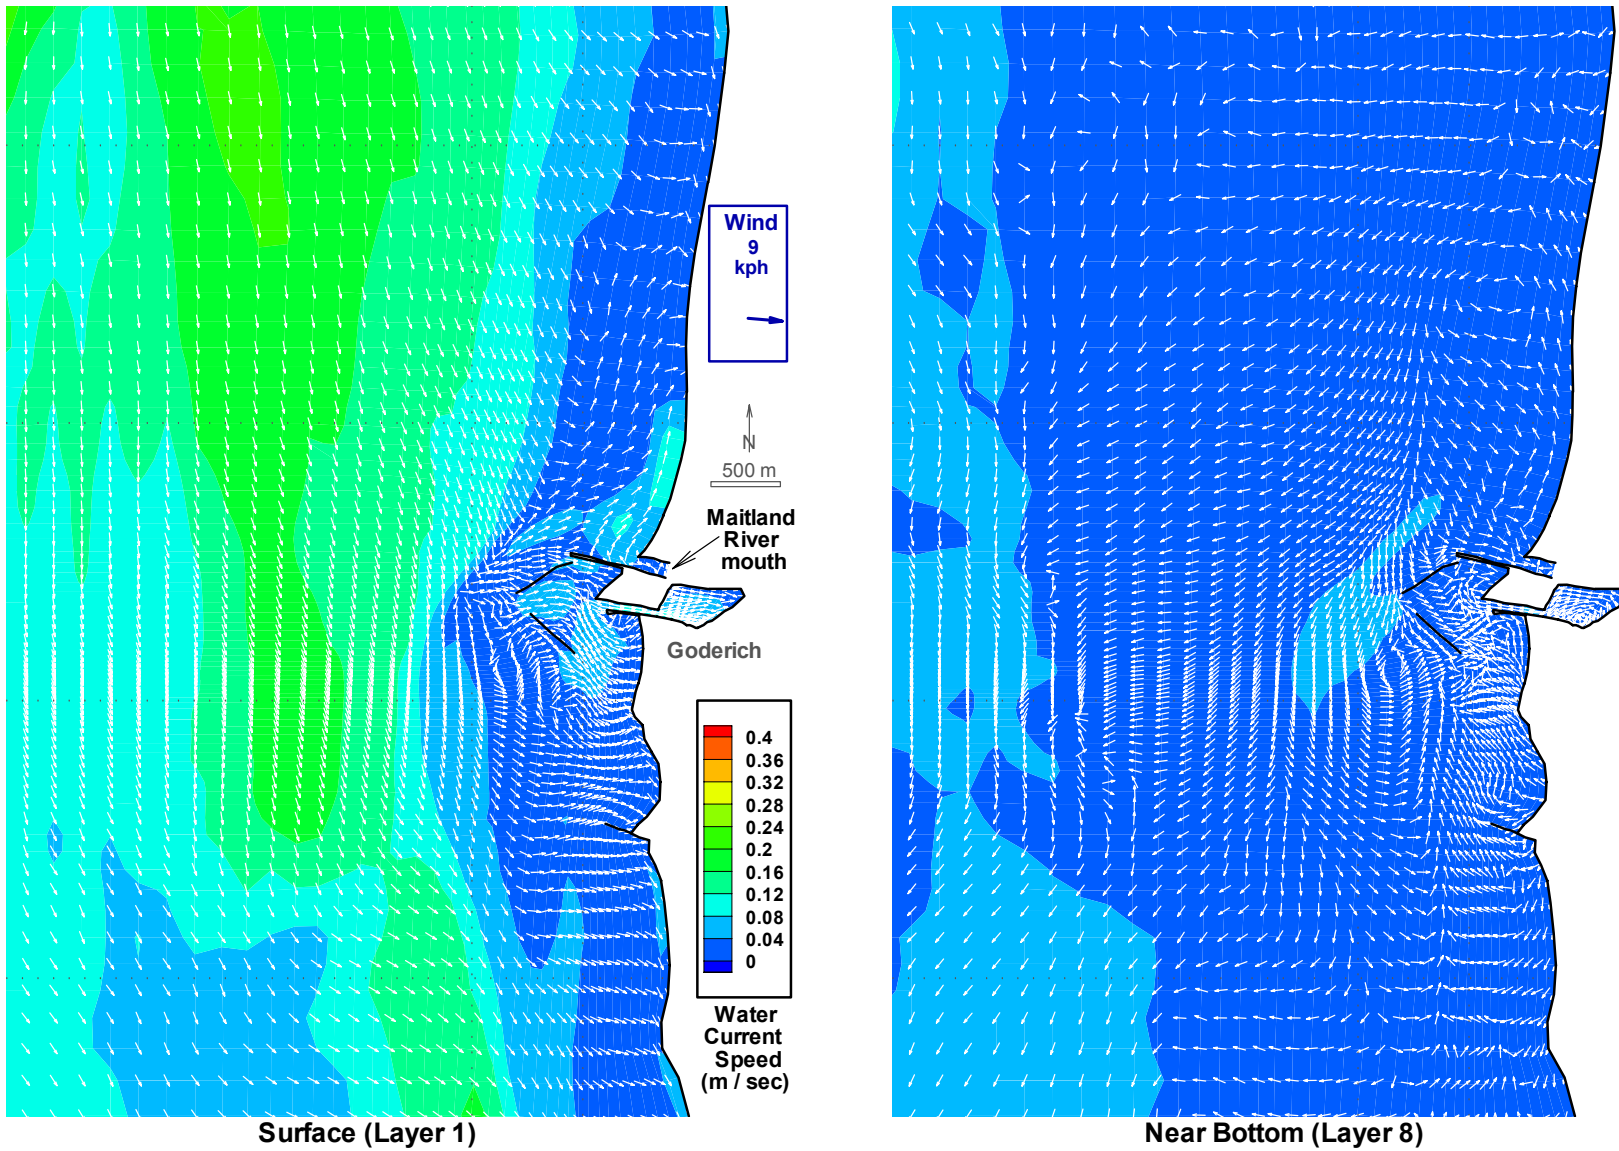 Wind
9
kph
N
500 m
Maitland
River
mouth
Goderich
0.4
0.36
0.32
0.28
0.24
0.2
0.16
0.12
0.08
0.04
0
Water
Current
Speed
(m / sec)
Surface (Layer 1)
Near Bottom (Layer 8)